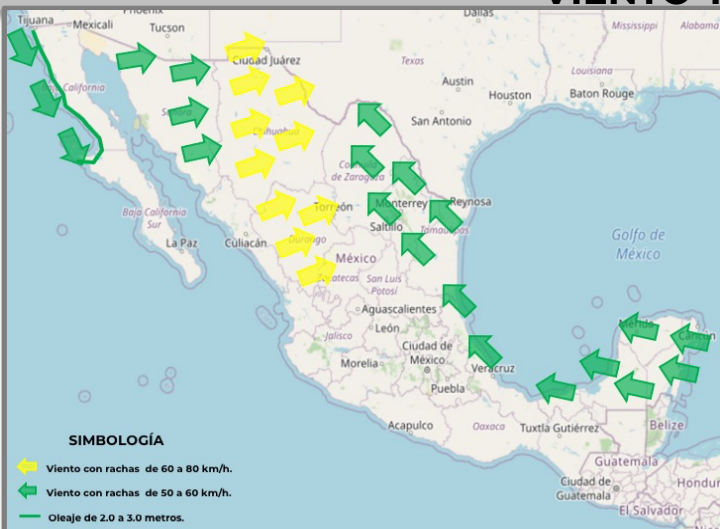 VIENTO
Dallas
Tijuana
Mexicali
Phoenix
Tucson
Mississippi
Alabama
Ciudad Juárez
Texas
Louisiana
Baja California
Austin
Houston
Baton Rouge
Sonora
Chihuahua
San Antonio
Coahuila
de Zaragoza
Baja California
Sur
Torreón
Monterrey
Reynosa
Saltillo
Tamaulipas
La Paz
Culiacán
Durango
Golfo de
México
México
Zacatecas
San Luis
Potosí
Aguascalientes
León
Jalisco
Ciudad de
México
Mérida
Cancún
Morelia
Veracruz
Puebla
Acapulco
Oaxaca
Tuxtla Gutiérrez
Belize
Guatemala
Ciudad de
Guatemala
Hondur
El Salvador
SIMBOLOGÍA
Viento con rachas de 60 a 80 km/h.
Viento con rachas de 50 a 60 km/h.
Oleaje de 2.0 a 3.0 metros.